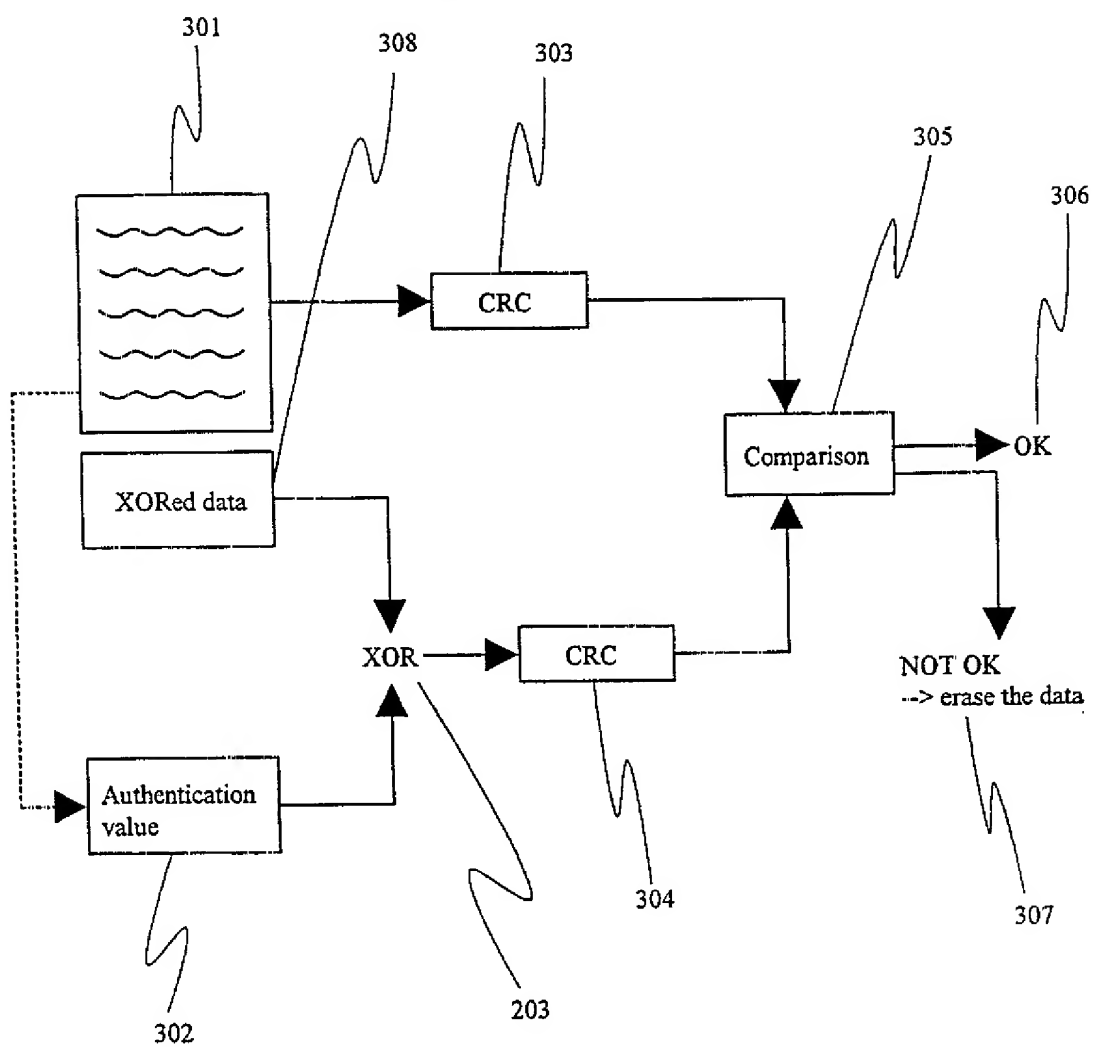 301
308
303
305
306
CRC
Comparison
OK
XORed data
XOR
CRC
NOT OK
--> erase the data
Authentication
value
304
307
203
302